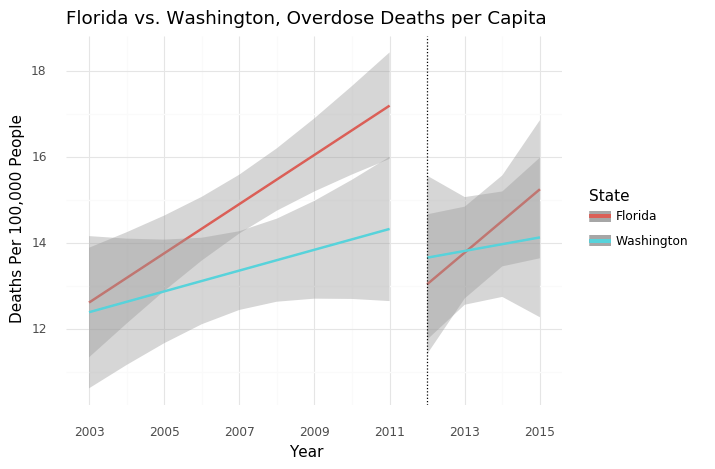 Florida vs. Washington, Overdose Deaths per Capita
18
16
14
12
Deaths Per 100,000 People
2003 2005 2007 2009 2011 2013 2015
Year
State
Florida
Washington